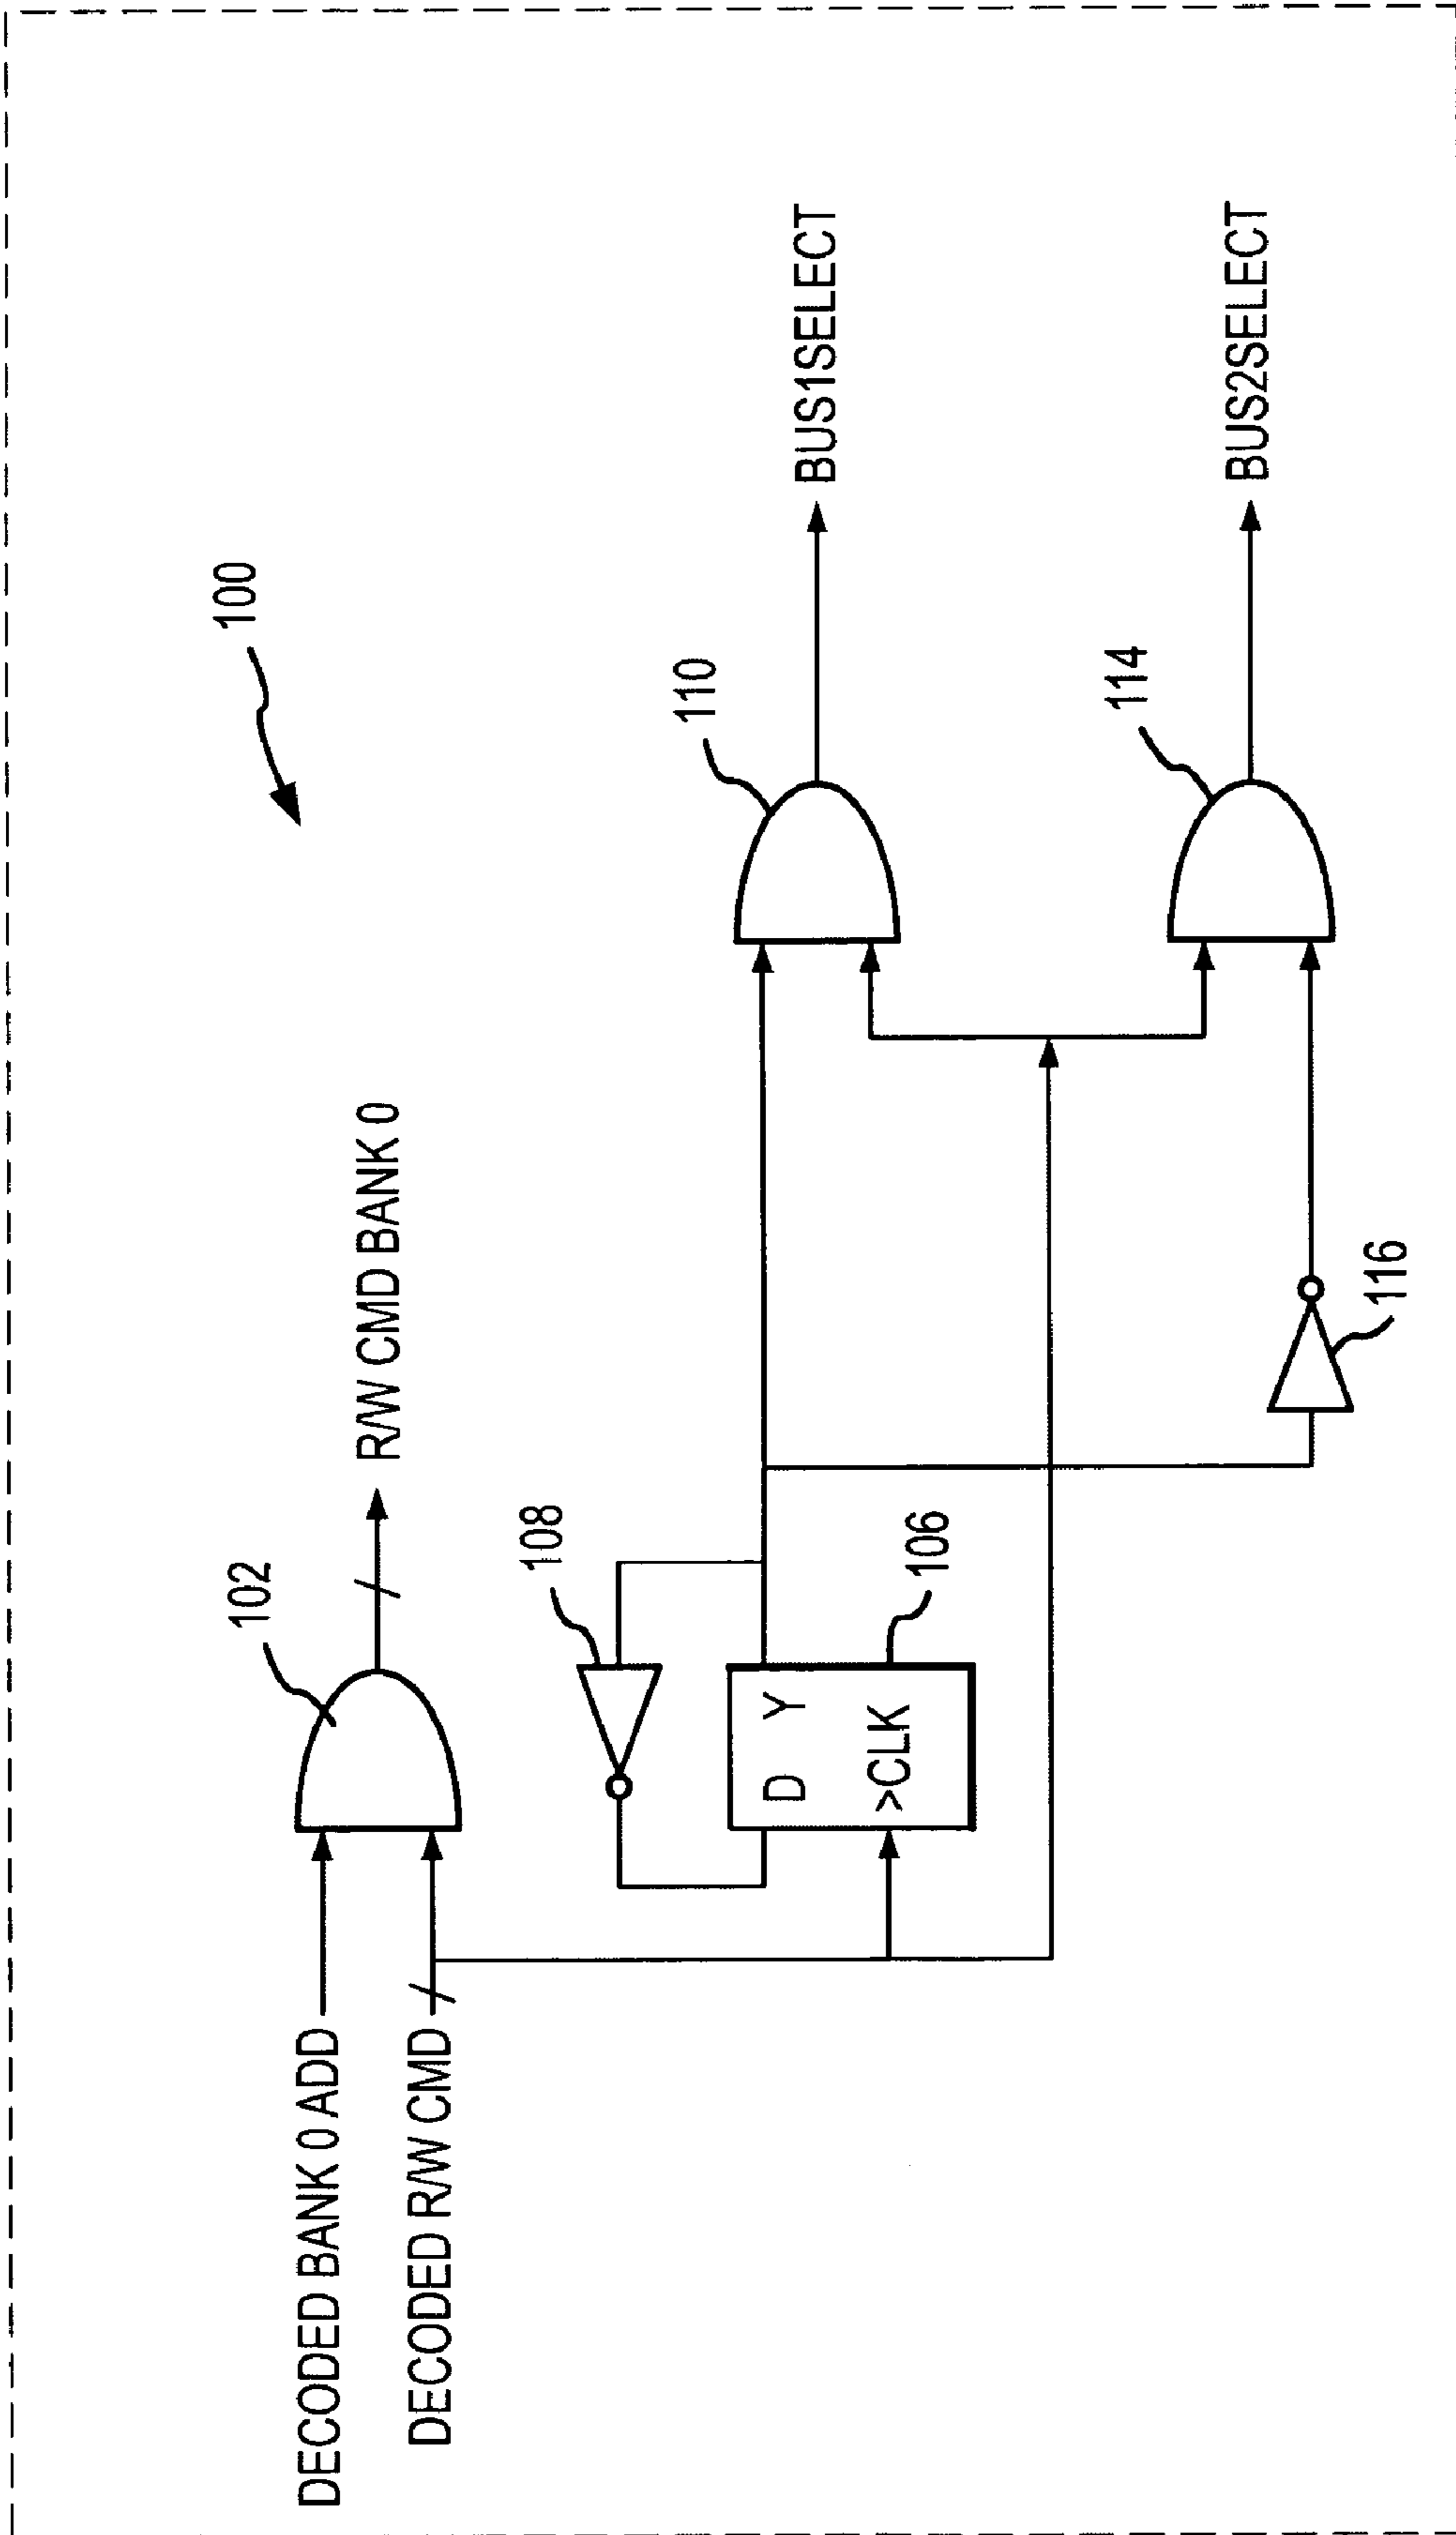 100
102
DECODED BANK 0 ADD
DECODED R/W CMD
R/W CMD BANK 0
108
D Y
>CLK
106
110
BUS1SELECT
114
BUS2SELECT
116